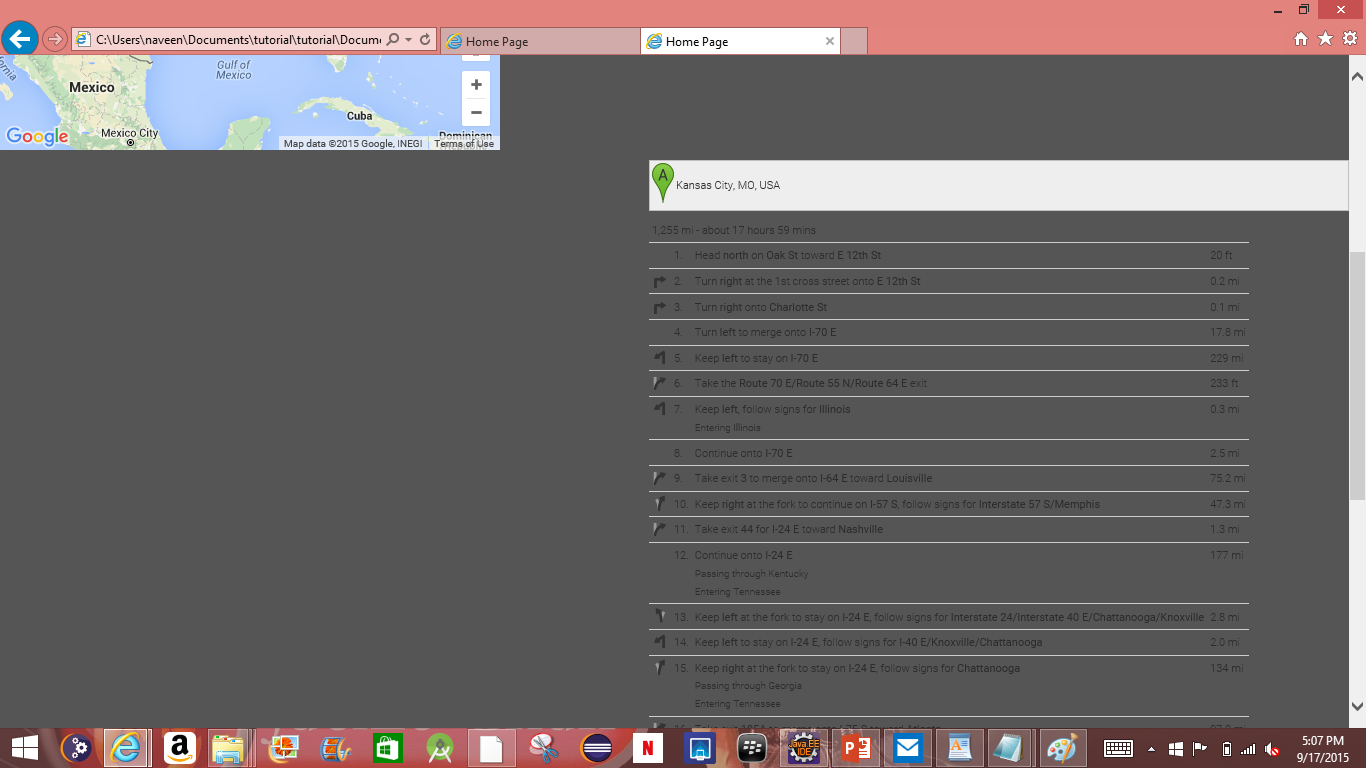 C:\Users\naveen\Documents\tutorial\tutorial\Docume
Home Page
Home Page
Gulf of
Mexico
Mexico
Cuba
Mexico City
Dominican
Google
Map data ©2015 Google, INEGI
Terms of Use
A
Kansas City, MO, USA
1,255 mi - about 17 hours 59 mins
1. Head north on Oak St toward E 12th St 20 ft
2. Turn right at the 1st cross street onto E 12th St 0.2 mi
3. Turn right onto Charlotte St 0.1 mi
4. Turn left to merge onto I-70 E 17.8 mi
5. Keep left to stay on I-70 E 229 mi
6. Take the Route 70 E/Route 55 N/Route 64 E exit 233 ft
7. Keep left, follow signs for Illinois 0.3 mi
Entering Illinois
8. Continue onto I-70 E 2.5 mi
9. Take exit 3 to merge onto I-64 E toward Louisville 75.2 mi
10. Keep right at the fork to continue on I-57 S, follow signs for Interstate 57 S/Memphis 47.3 mi
11. Take exit 44 for I-24 E toward Nashville 1.3 mi
12. Continue onto I-24 E 177 mi
Passing through Kentucky
Entering Tennessee
13. Keep left at the fork to stay on I-24 E, follow signs for Interstate 24/Interstate 40 E/Chattanooga/Knoxville 2.8 mi
14. Keep left to stay on I-24 E, follow signs for I-40 E/Knoxville/Chattanooga 2.0 mi
15. Keep right at the fork to stay on I-24 E, follow signs for Chattanooga 134 mi
Passing through Georgia
Entering Tennessee
N
Java EE
IDE
5:07 PM
9/17/2015